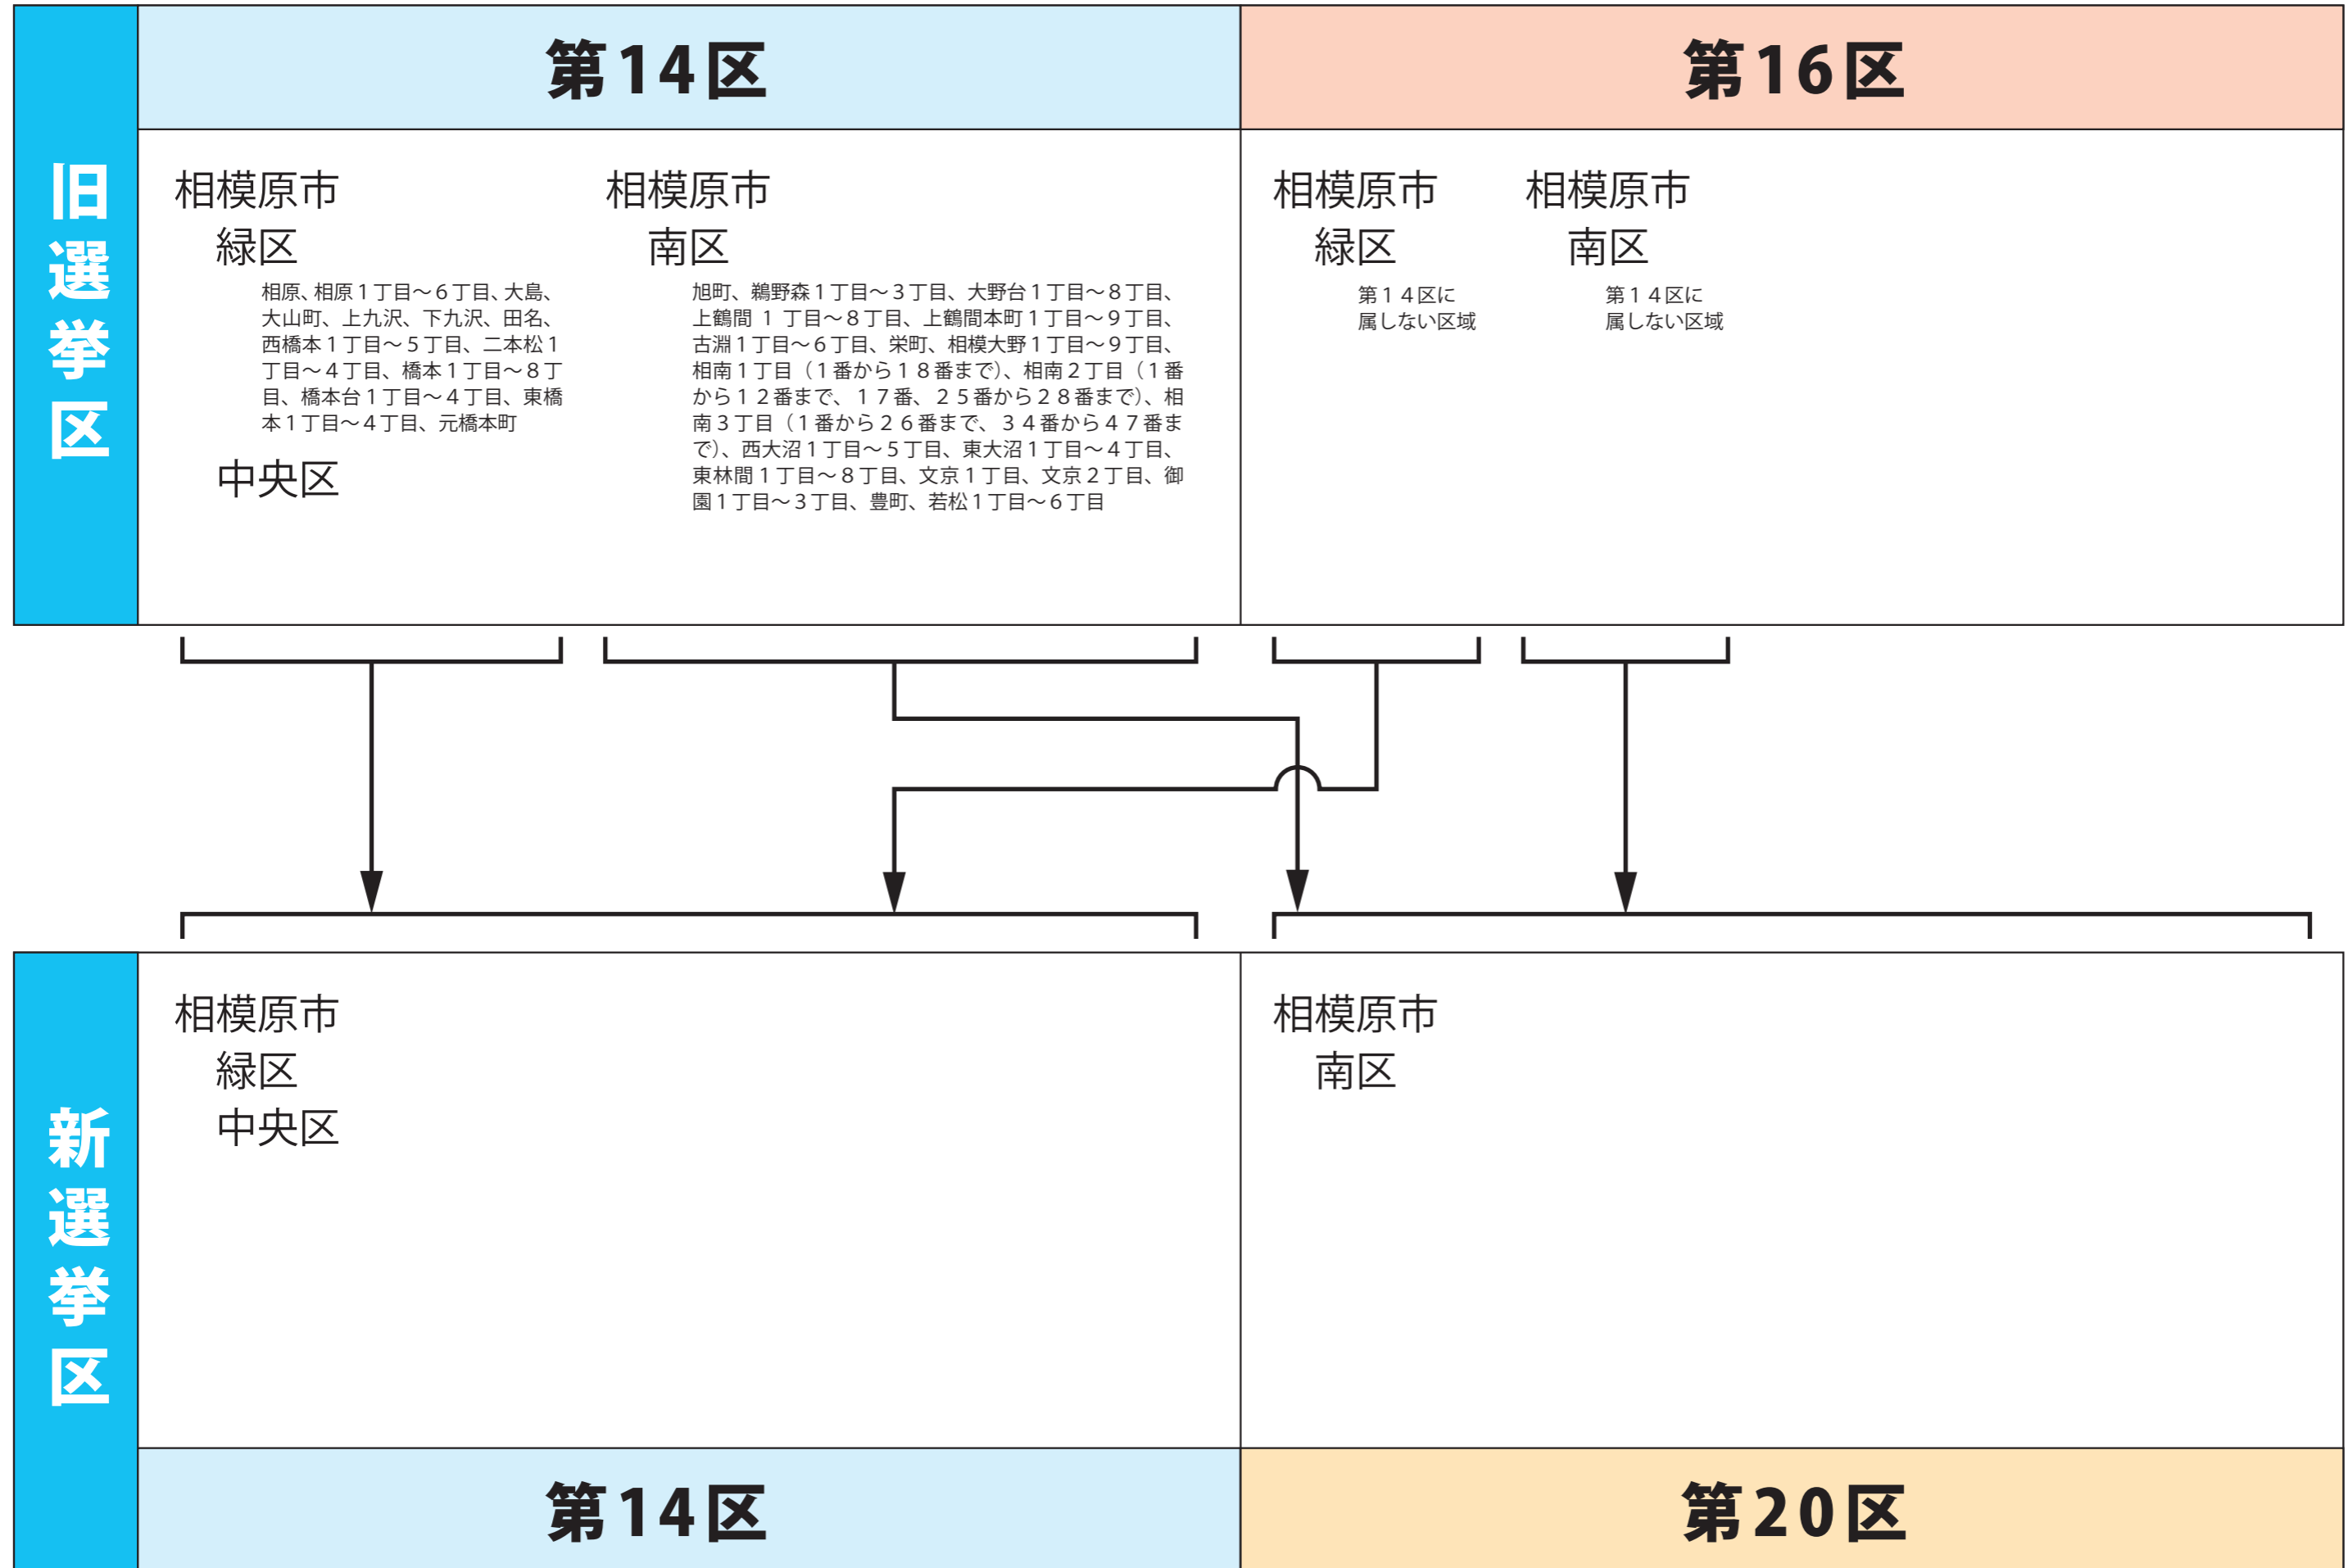 旧選挙区
第14区
相模原市
緑区
相原、相原1丁目～6丁目、大島、
大山町、上九沢、下九沢、田名、
西橋本1丁目～5丁目、二本松1
丁目～4丁目、橋本1丁目～8丁
目、橋本台1丁目～4丁目、東橋
本1丁目～4丁目、元橋本町
中央区
相模原市
南区
旭町、鵜野森1丁目～3丁目、大野台1丁目～8丁目、
上鶴間 1 丁目～8丁目、上鶴間本町1丁目～9丁目、
古淵1丁目～6丁目、栄町、相模大野1丁目～9丁目、
相南1丁目（1番から18番まで）、相南2丁目（1番
から12番まで、17番、25番から28番まで）、相
南3丁目（1番から26番まで、34番から47番ま
で）、西大沼1丁目～5丁目、東大沼1丁目～4丁目、
東林間1丁目～8丁目、文京1丁目、文京2丁目、御
園1丁目～3丁目、豊町、若松1丁目～6丁目
第16区
相模原市
緑区
第14区に
属しない区域
相模原市
南区
第14区に
属しない区域
新選挙区
相模原市
緑区
中央区
第14区
相模原市
南区
第20区